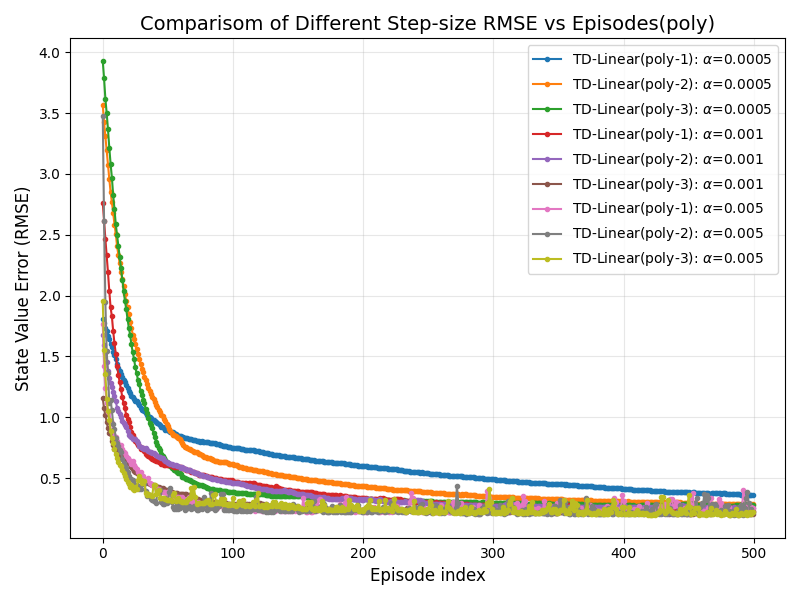 Comparisom of Different Step-size RMSE vs Episodes(poly)
State Value Error (RMSE)
4.0
3.5
3.0
2.5
2.0
1.5
1.0
0.5
TD-Linear(poly-1): α=0.0005
TD-Linear(poly-2): α=0.0005
TD-Linear(poly-3): α=0.0005
TD-Linear(poly-1): α=0.001
TD-Linear(poly-2): α=0.001
TD-Linear(poly-3): α=0.001
TD-Linear(poly-1): α=0.005
TD-Linear(poly-2): α=0.005
TD-Linear(poly-3): α=0.005
0 100 200 300 400 500
Episode index